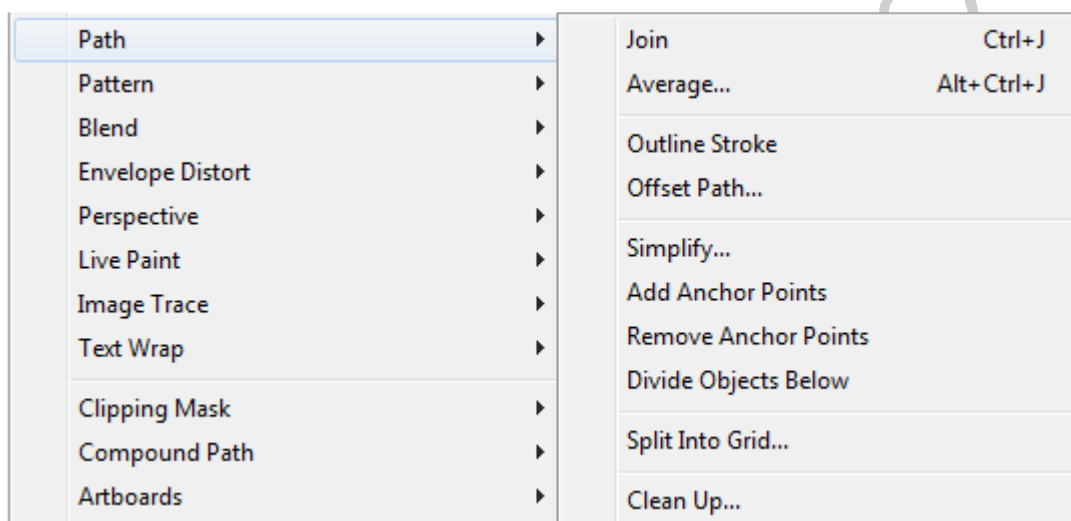 Path
Pattern
Blend
Envelope Distort
Perspective
Live Paint
Image Trace
Text Wrap
Clipping Mask
Compound Path
Artboards
Join Ctrl+J
Average... Alt+Ctrl+J
Outline Stroke
Offset Path...
Simplify...
Add Anchor Points
Remove Anchor Points
Divide Objects Below
Split Into Grid...
Clean Up...